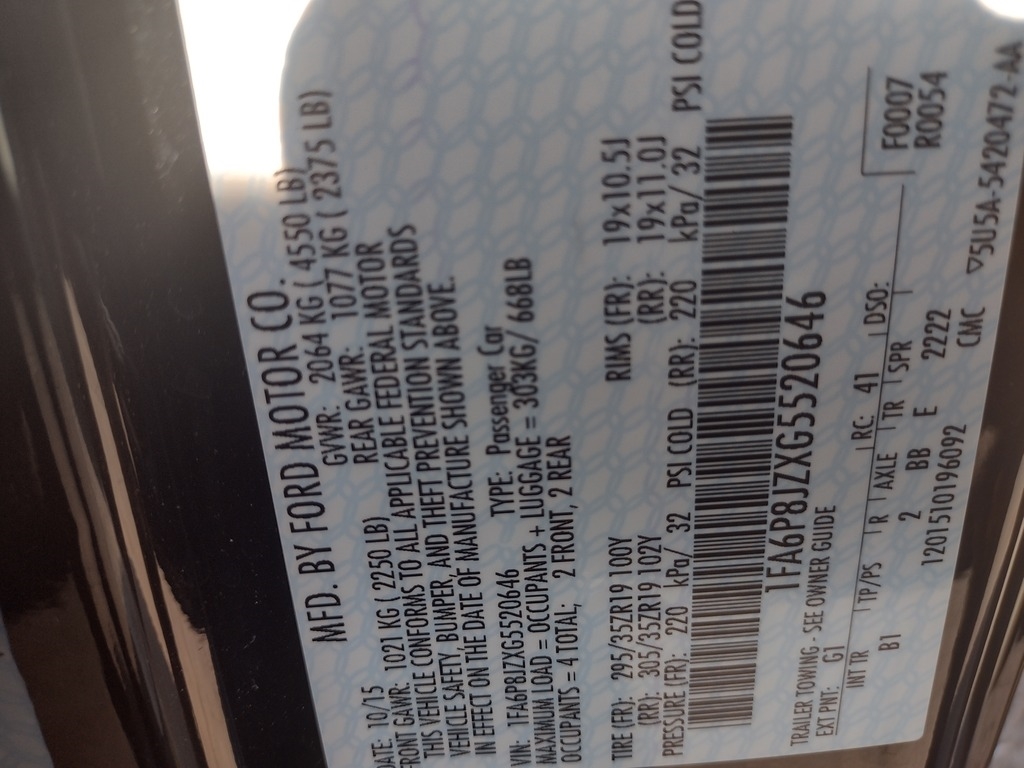 MFD. BY FORD MOTOR CO.
DATE: 10/15 GVWR: 2064 KG ( 4550 LB)
FRONT GAWR: 1021 KG (2250 LB) REAR GAWR: 1077 KG ( 2375 LB)
THIS VEHICLE CONFORMS TO ALL APPLICABLE FEDERAL MOTOR
VEHICLE SAFETY, BUMPER, AND THEFT PREVENTION STANDARDS
IN EFFECT ON THE DATE OF MANUFACTURE SHOWN ABOVE.
VIN: 1FA6P8JZXG5520646 TYPE: Passenger Car
MAXIMUM LOAD = OCCUPANTS + LUGGAGE = 303KG/ 668LB
OCCUPANTS = 4 TOTAL; 2 FRONT, 2 REAR
TIRE (FR): 295/35ZR19 100Y RIMS (FR): 19x10.5J
(RR): 305/35ZR19 102Y (RR): 19x11.0J
PRESSURE (FR): 220 kPa/ 32 PSI COLD (RR): 220 kPa/ 32 PSI COLD
1FA6P8JZXG5520646
TRAILER TOWING - SEE OWNER GUIDE
EXT PNT: G1 RC: 41 DSO: F0007
INT TR TP/PS R AXLE TR SPR R0054
B1 2 BB E 2222
1201510196092 CMC ▽5U5A-5420472-AA